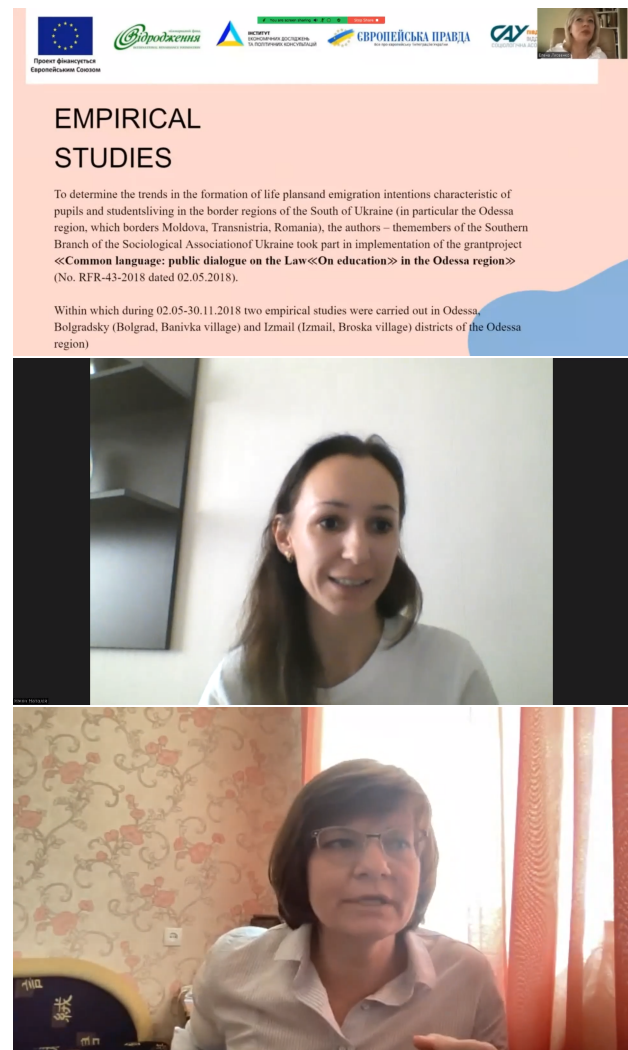 You are screen sharing
Stop Share
Проект фінансується
Європейським Союзом
Відродження
ІНСТИТУТ
ЕКОНОМІЧНИХ ДОСЛІДЖЕНЬ
ТА ПОЛІТИЧНИХ КОНСУЛЬТАЦІЙ
ЄВРОПЕЙСЬКА ПРАВДА
САУ
EMPIRICAL
STUDIES
To determine the trends in the formation of life plansand emigration intentions characteristic of
pupils and studentsliving in the border regions of the South of Ukraine (in particular the Odessa
region, which borders Moldova, Transnistria, Romania), the authors – themembers of the Southern
Branch of the Sociological Associationof Ukraine took part in implementation of the grantproject
≪Common language: public dialogue on the Law≪On education≫ in the Odessa region≫
(No. RFR-43-2018 dated 02.05.2018).
Within which during 02.05-30.11.2018 two empirical studies were carried out in Odessa,
Bolgradsky (Bolgrad, Banivka village) and Izmail (Izmail, Broska village) districts of the Odessa
region)